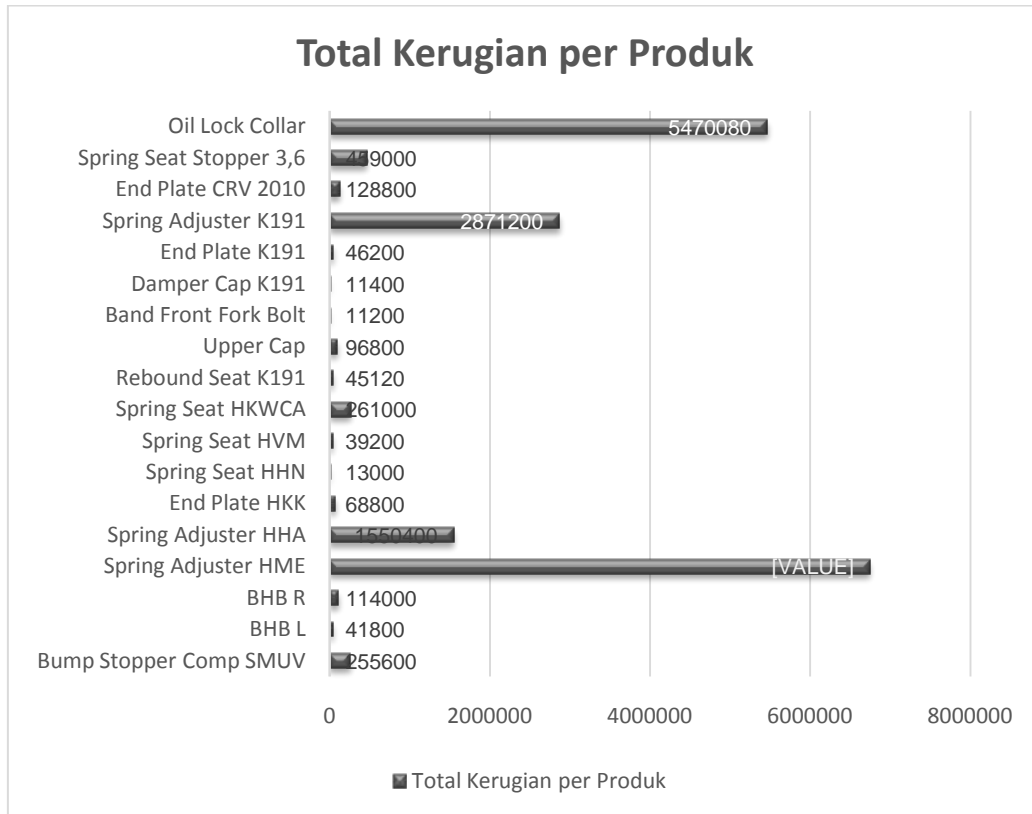 Total Kerugian per Produk
Oil Lock Collar 5470080
Spring Seat Stopper 3,6 459000
End Plate CRV 2010 128800
Spring Adjuster K191 2871200
End Plate K191 46200
Damper Cap K191 11400
Band Front Fork Bolt 11200
Upper Cap 96800
Rebound Seat K191 45120
Spring Seat HKWCA 261000
Spring Seat HVM 39200
Spring Seat HHN 13000
End Plate HKK 68800
Spring Adjuster HHA 1550400
Spring Adjuster HME [VALUE]
BHB R 114000
BHB L 41800
Bump Stopper Comp SMUV 255600
0 2000000 4000000 6000000 8000000
Total Kerugian per Produk